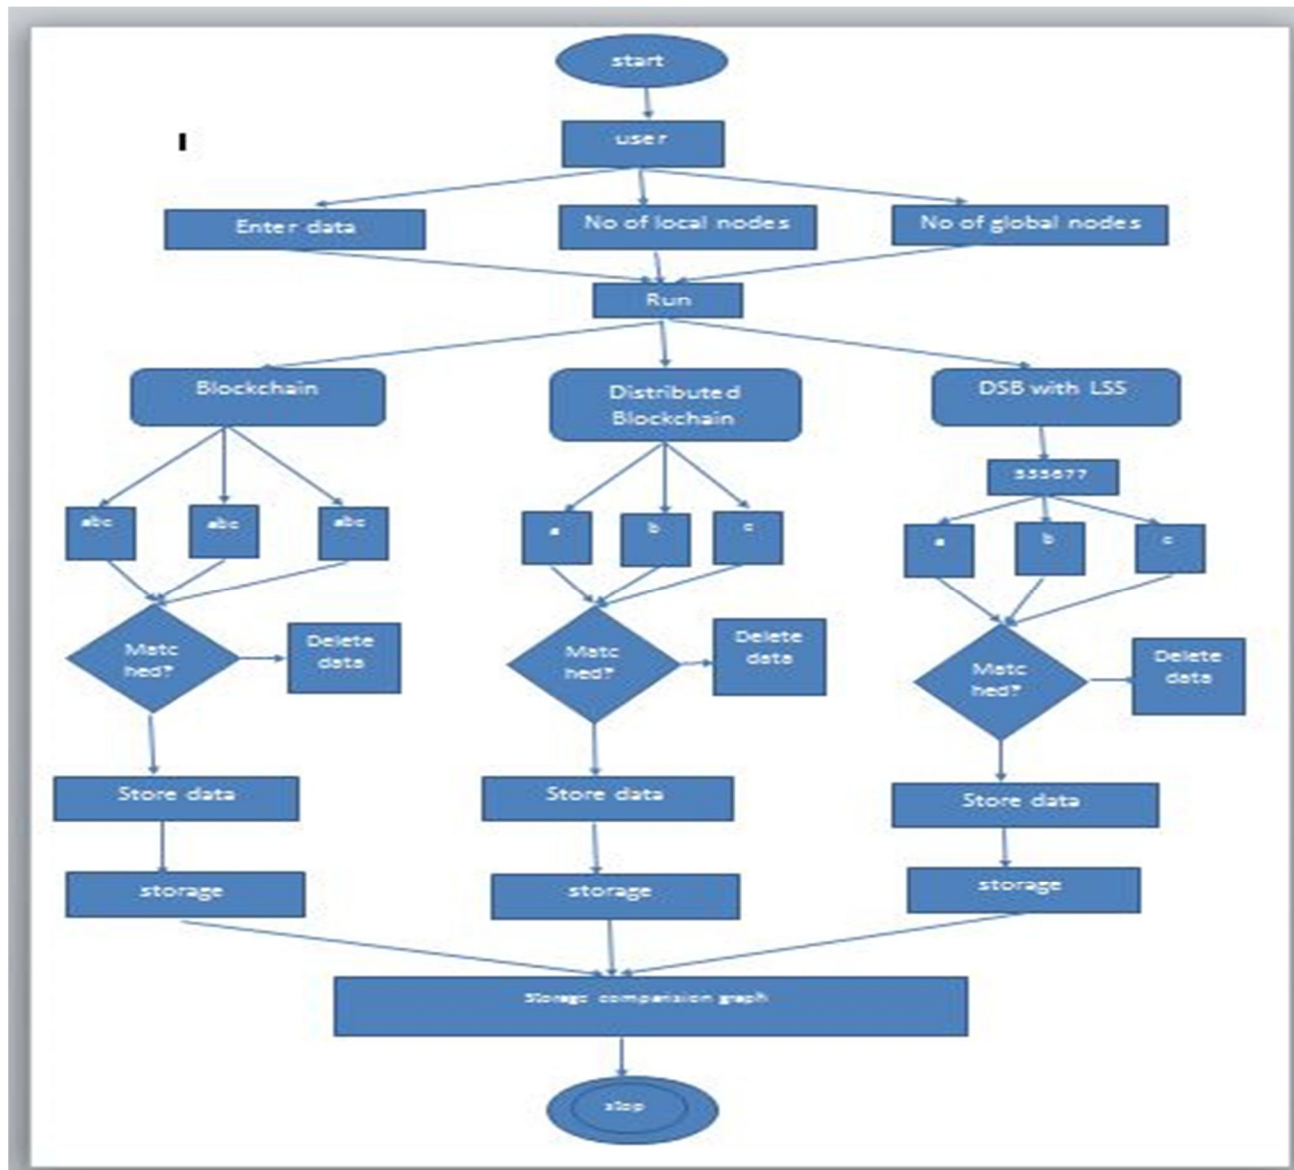 start
I
user
Enter data
No of local nodes
No of global nodes
Run
Blockchain
Distributed
Blockchain
DSB with LSS
abc
abc
abc
a
b
c
a
b
c
Matc
hed?
Delete
data
Matc
hed?
Delete
data
Matc
hed?
Delete
data
Store data
Store data
Store data
storage
storage
storage
Storage comparision graph
stop